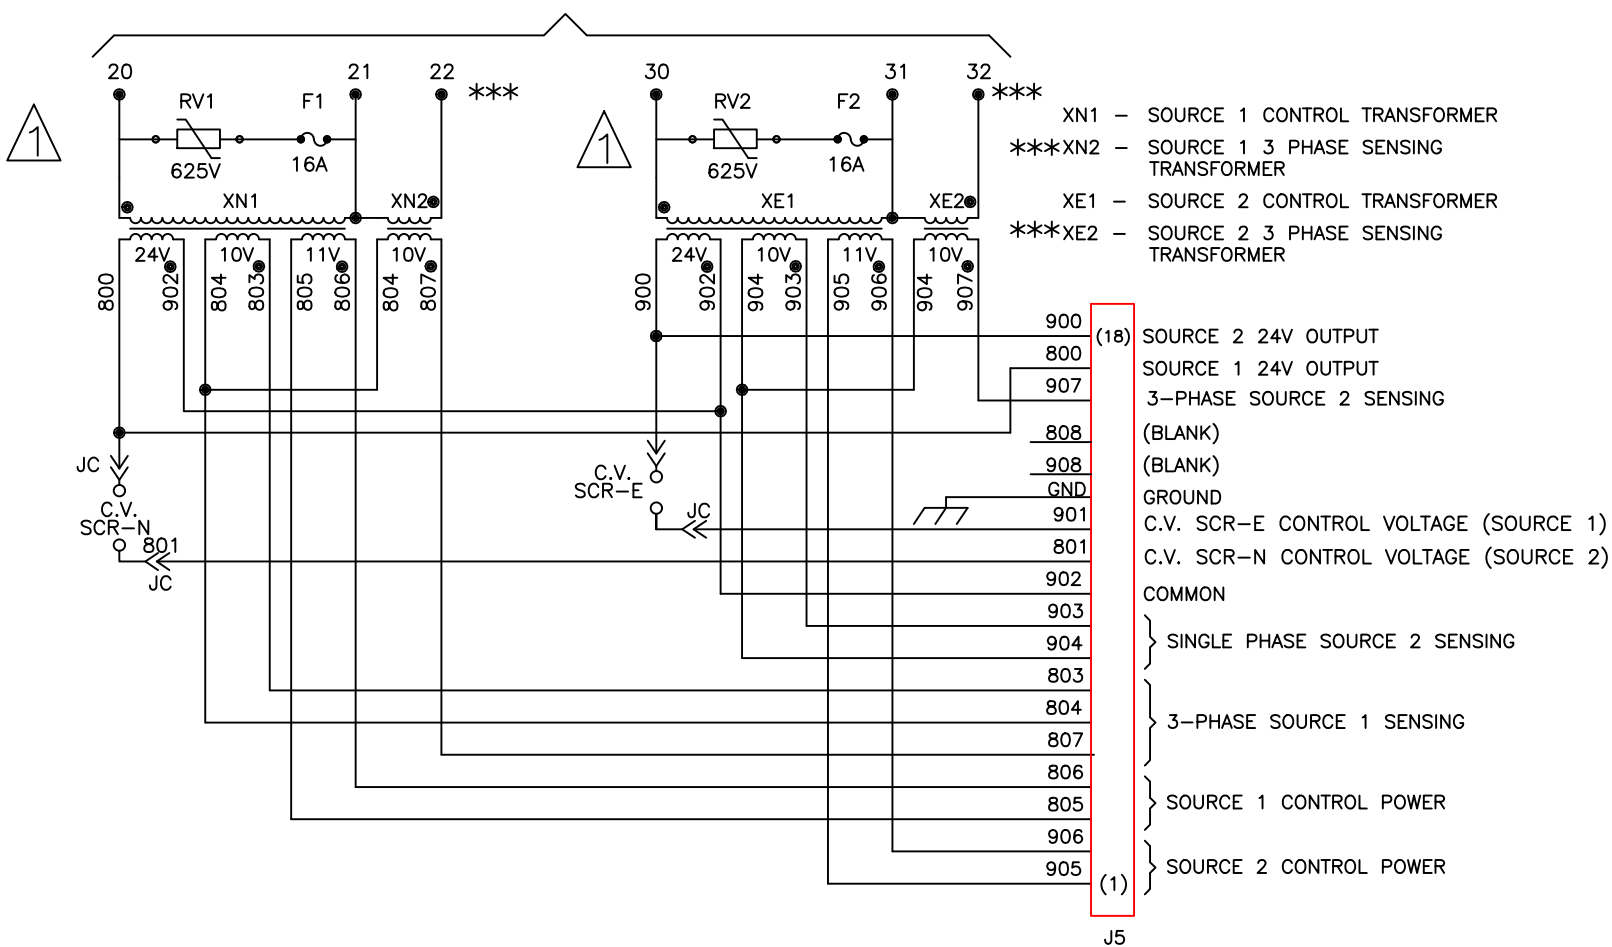 20
21
22
***
30
31
32
***
RV1
F1
RV2
F2
1
1
625V
16A
625V
16A
XN1
XN2
XE1
XE2
XN1 – SOURCE 1 CONTROL TRANSFORMER
***XN2 – SOURCE 1 3 PHASE SENSING
TRANSFORMER
XE1 – SOURCE 2 CONTROL TRANSFORMER
***XE2 – SOURCE 2 3 PHASE SENSING
TRANSFORMER
24V
10V
11V
10V
24V
10V
11V
10V
800
902
804
803
805
806
804
807
900
902
904
903
905
906
904
907
900
(18)
SOURCE 2 24V OUTPUT
800
SOURCE 1 24V OUTPUT
907
3–PHASE SOURCE 2 SENSING
808
(BLANK)
908
(BLANK)
GND
GROUND
901
C.V. SCR–E CONTROL VOLTAGE (SOURCE 1)
801
C.V. SCR–N CONTROL VOLTAGE (SOURCE 2)
902
COMMON
903
904
SINGLE PHASE SOURCE 2 SENSING
803
804
3–PHASE SOURCE 1 SENSING
807
806
805
SOURCE 1 CONTROL POWER
906
905
SOURCE 2 CONTROL POWER
(1)
J5
JC
C.V.
SCR–N
801
JC
C.V.
SCR–E
JC